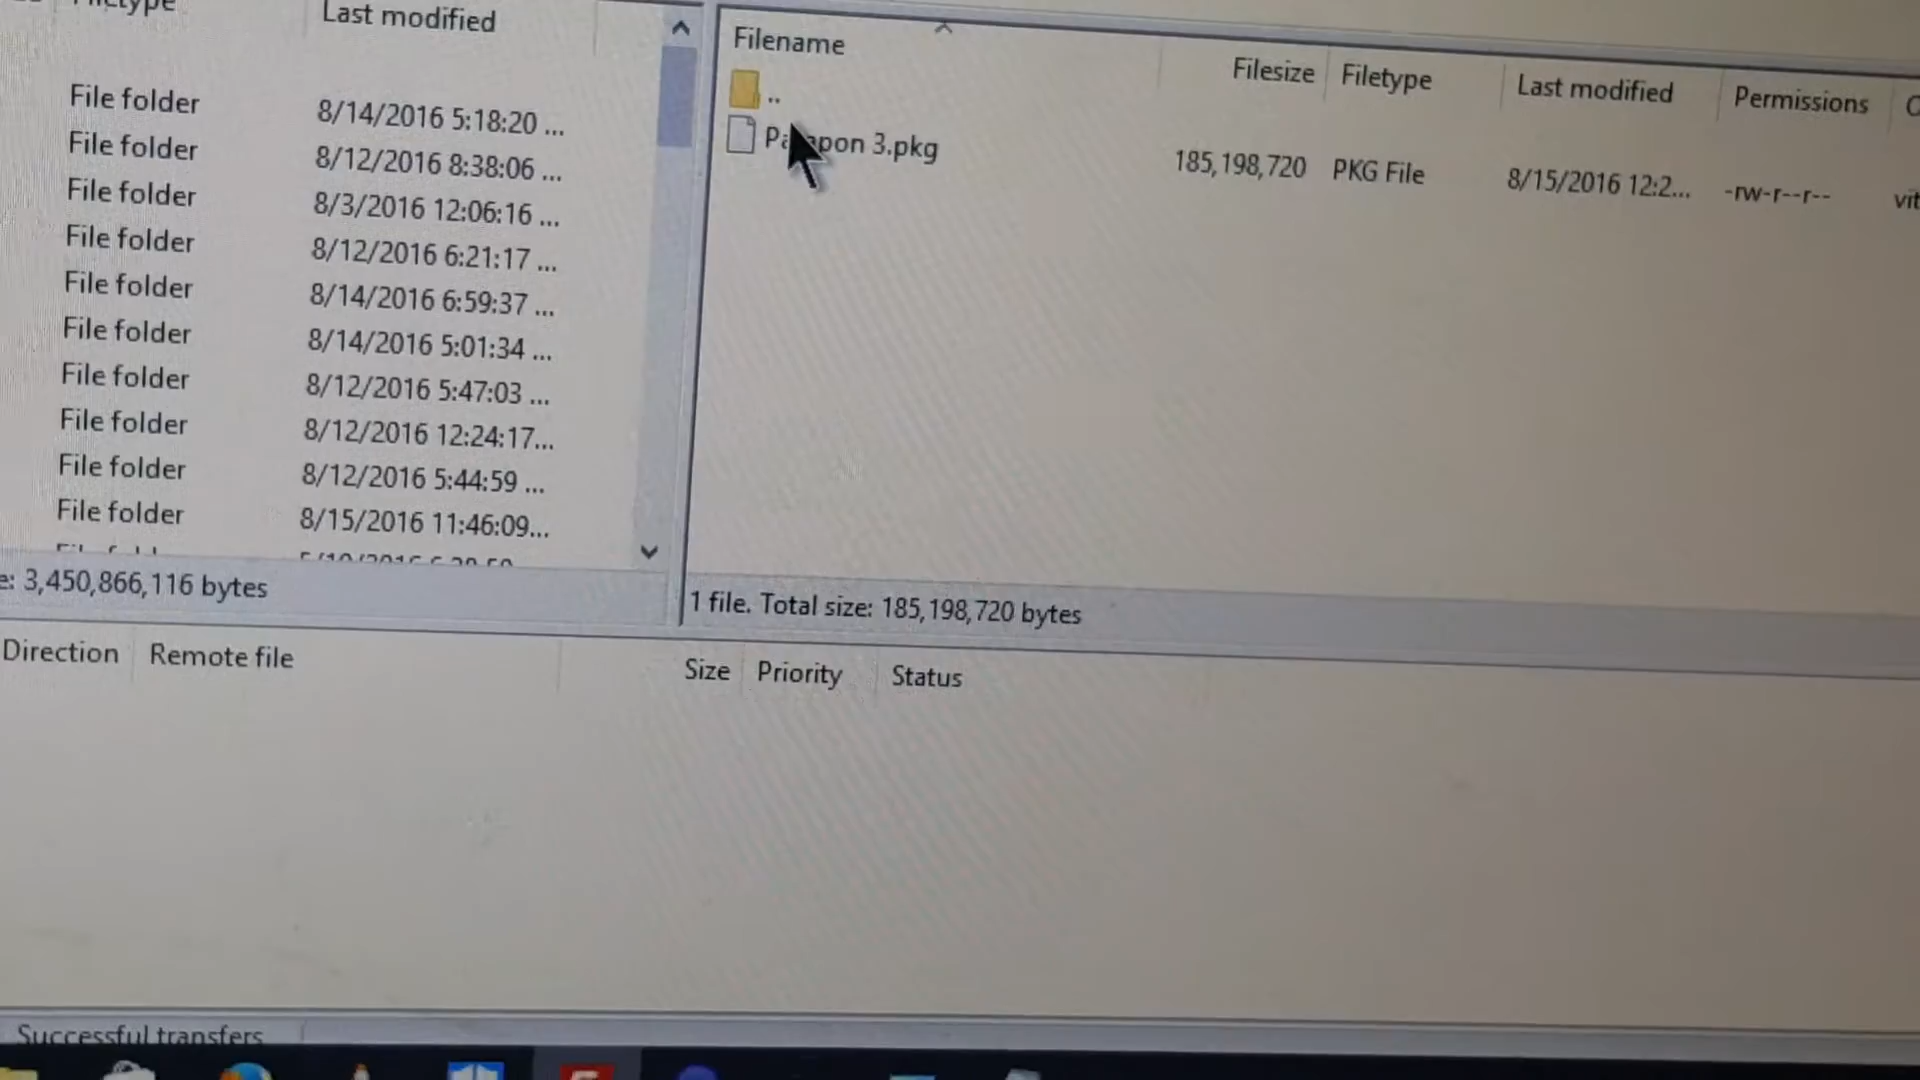 Filetype Last modified
File folder 8/14/2016 5:18:20 ...
File folder 8/12/2016 8:38:06 ...
File folder 8/3/2016 12:06:16 ...
File folder 8/12/2016 6:21:17 ...
File folder 8/14/2016 6:59:37 ...
File folder 8/14/2016 5:01:34 ...
File folder 8/12/2016 5:47:03 ...
File folder 8/12/2016 12:24:17...
File folder 8/12/2016 5:44:59 ...
File folder 8/15/2016 11:46:09...
e: 3,450,866,116 bytes
Filename Filesize Filetype Last modified Permissions
..
3.pkg 185,198,720 PKG File 8/15/2016 12:2... -rw-r--r-- vit
1 file. Total size: 185,198,720 bytes
Direction Remote file Size Priority Status
Successful transfers